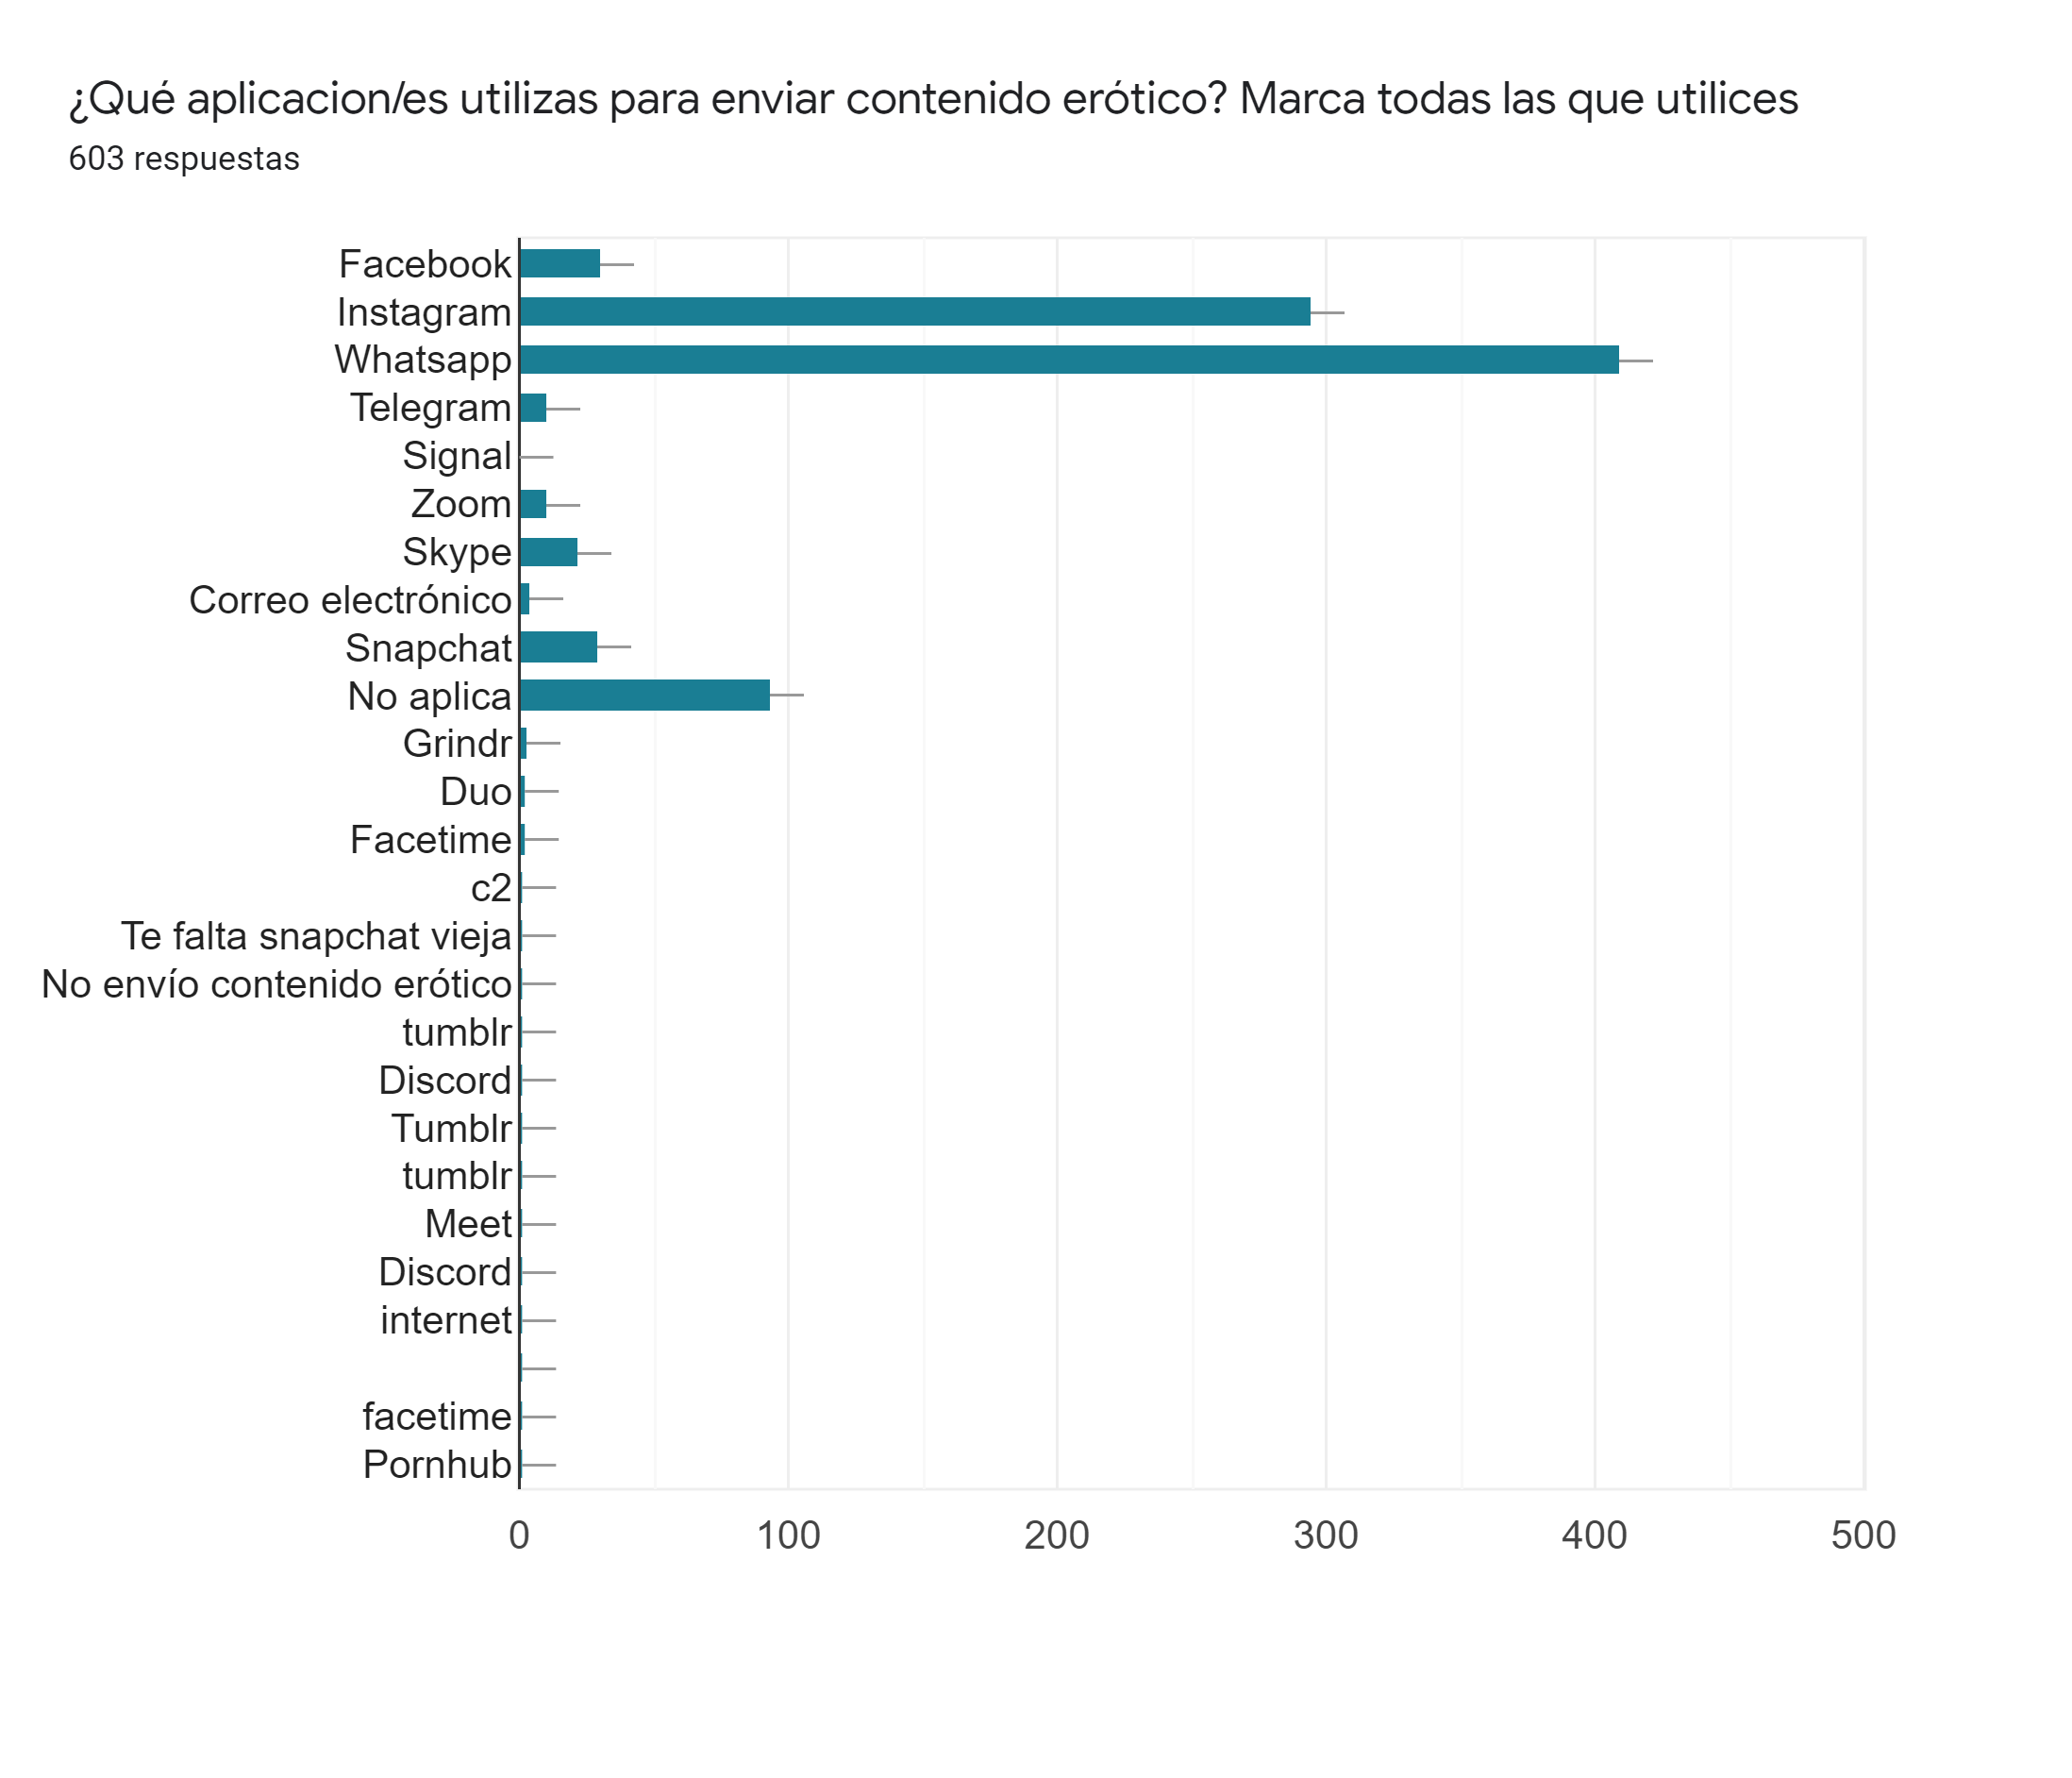 ¿Qué aplicacion/es utilizas para enviar contenido erótico? Marca todas las que utilices
603 respuestas
Facebook
Instagram
Whatsapp
Telegram
Signal
Zoom
Skype
Correo electrónico
Snapchat
No aplica
Grindr
Duo
Facetime
c2
Te falta snapchat vieja
No envío contenido erótico
tumblr
Discord
Tumblr
tumblr
Meet
Discord
internet
facetime
Pornhub
0 100 200 300 400 500